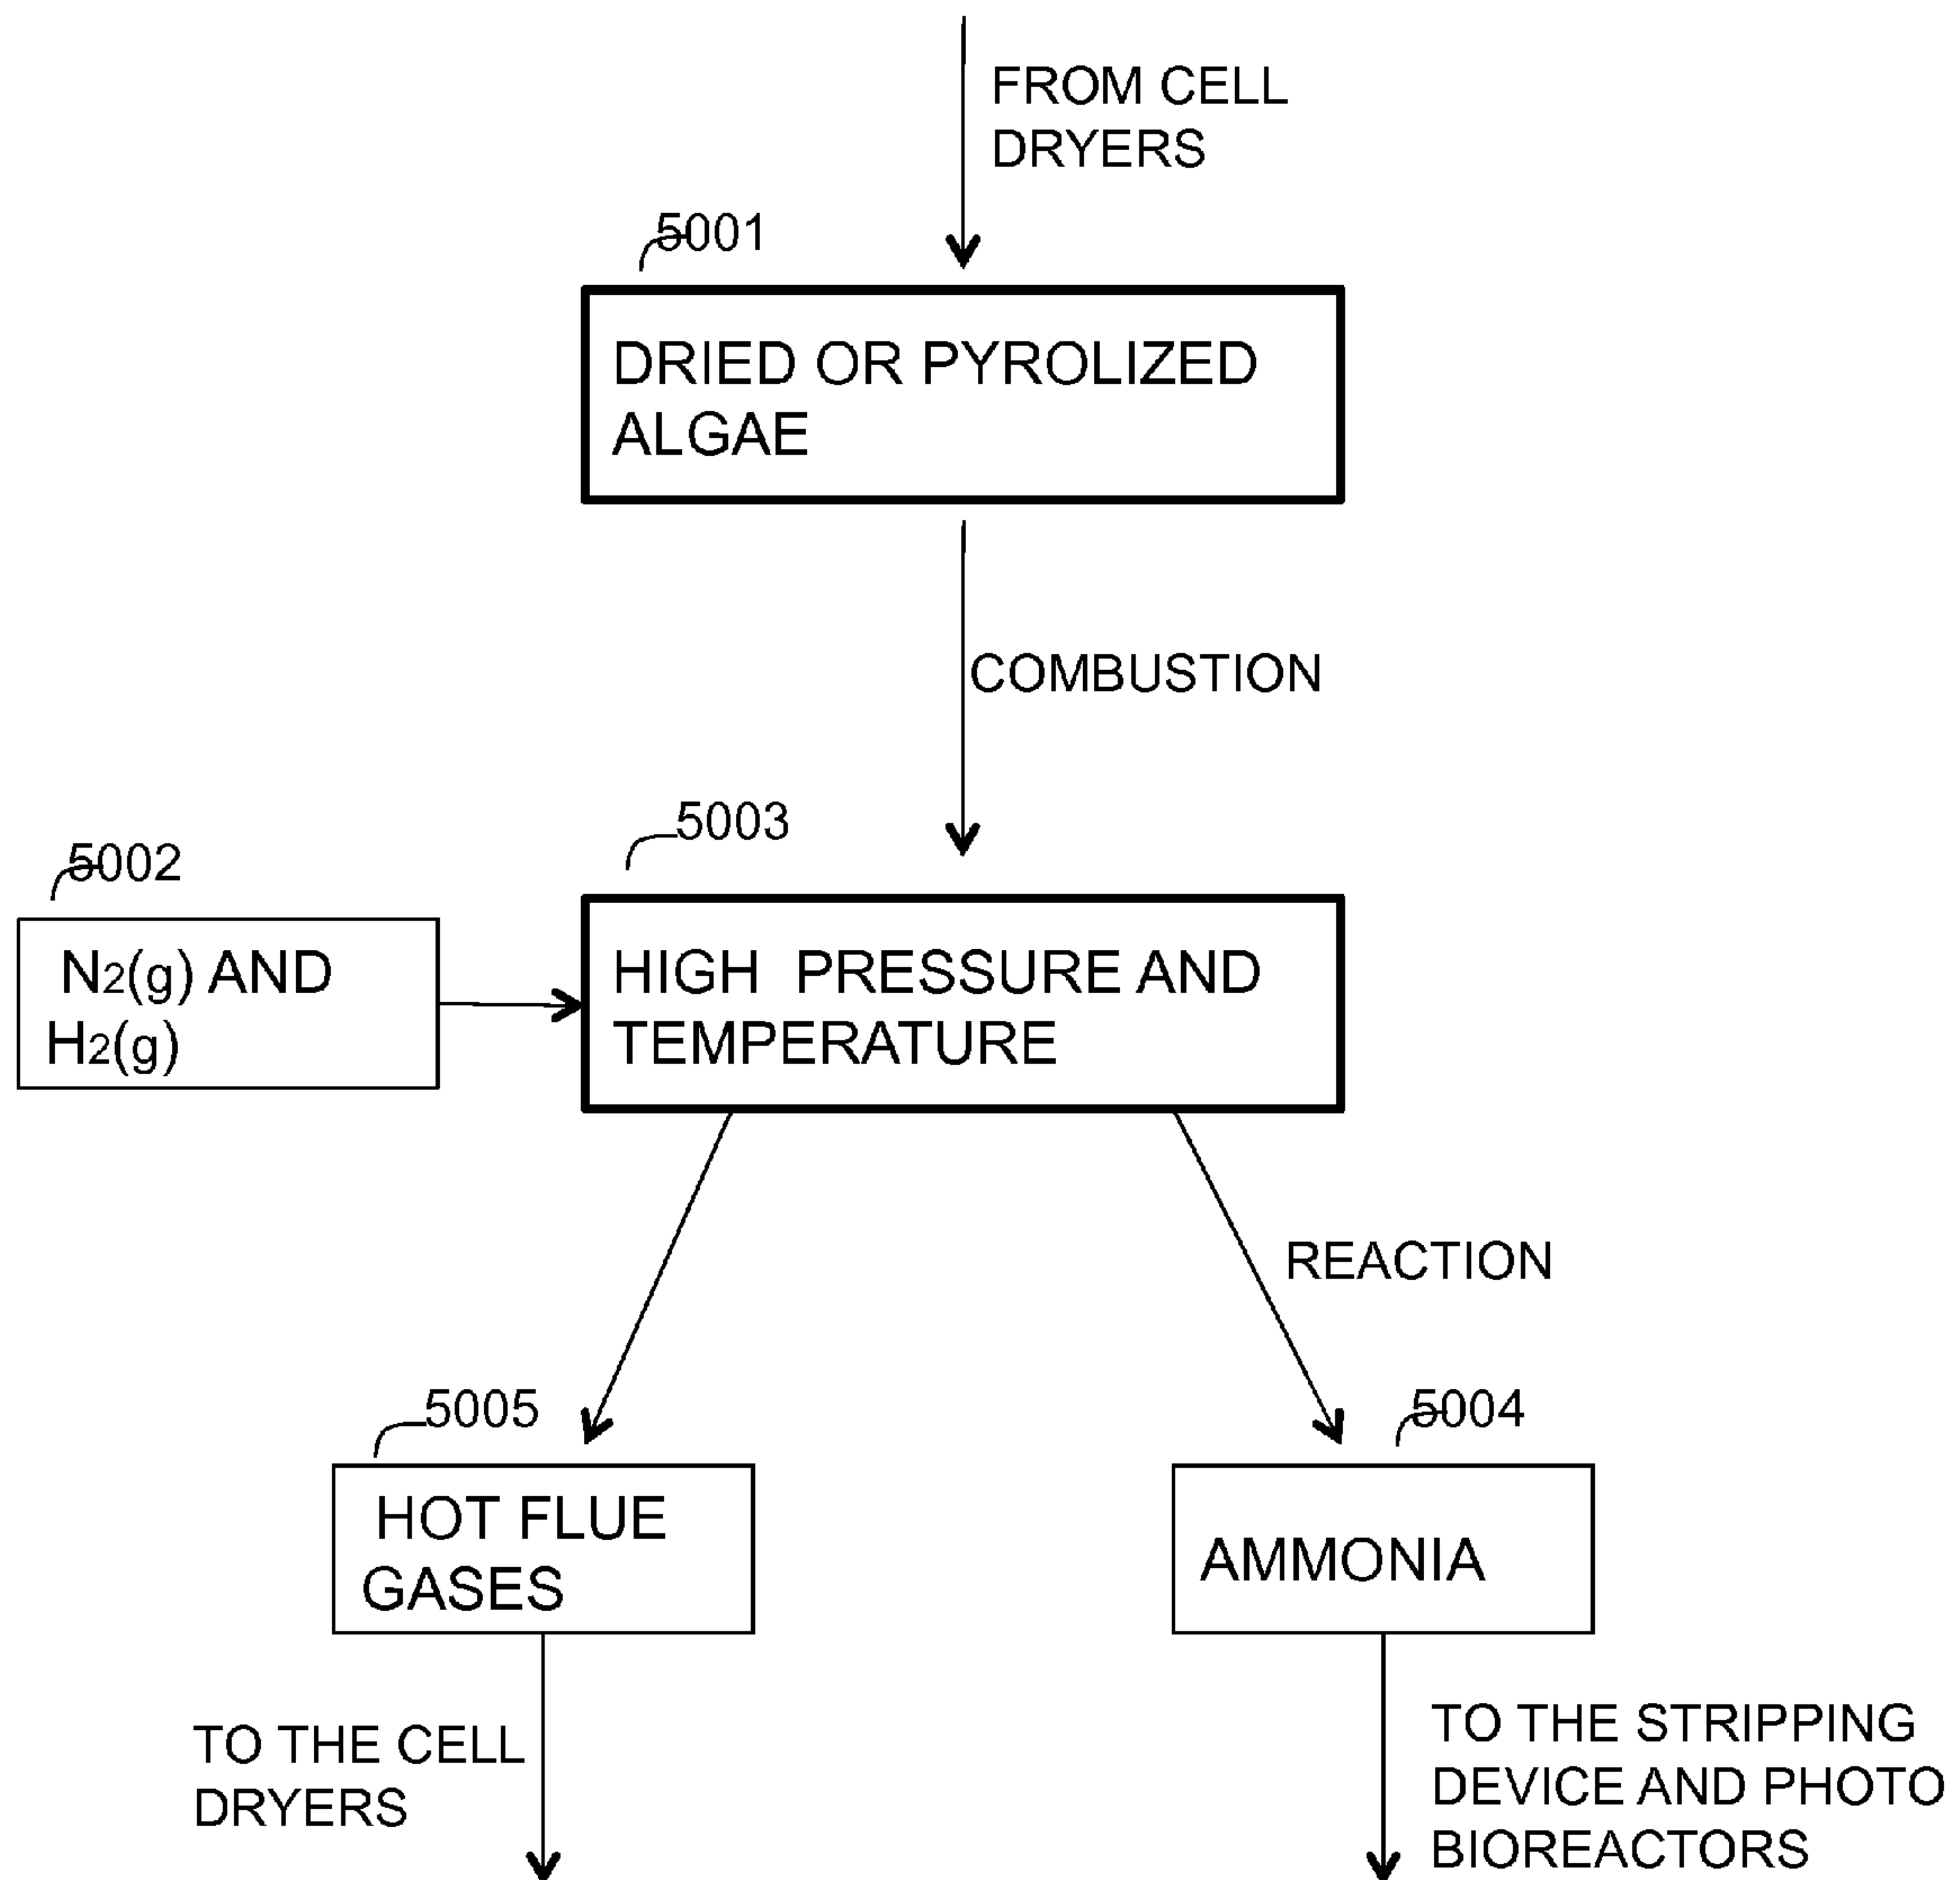 FROM CELL
DRYERS
5001
DRIED OR PYROLIZED
ALGAE
COMBUSTION
5003
5002
N2(g) AND
H2(g)
HIGH PRESSURE AND
TEMPERATURE
REACTION
5005
5004
HOT FLUE
GASES
AMMONIA
TO THE CELL
DRYERS
TO THE STRIPPING
DEVICE AND PHOTO
BIOREACTORS